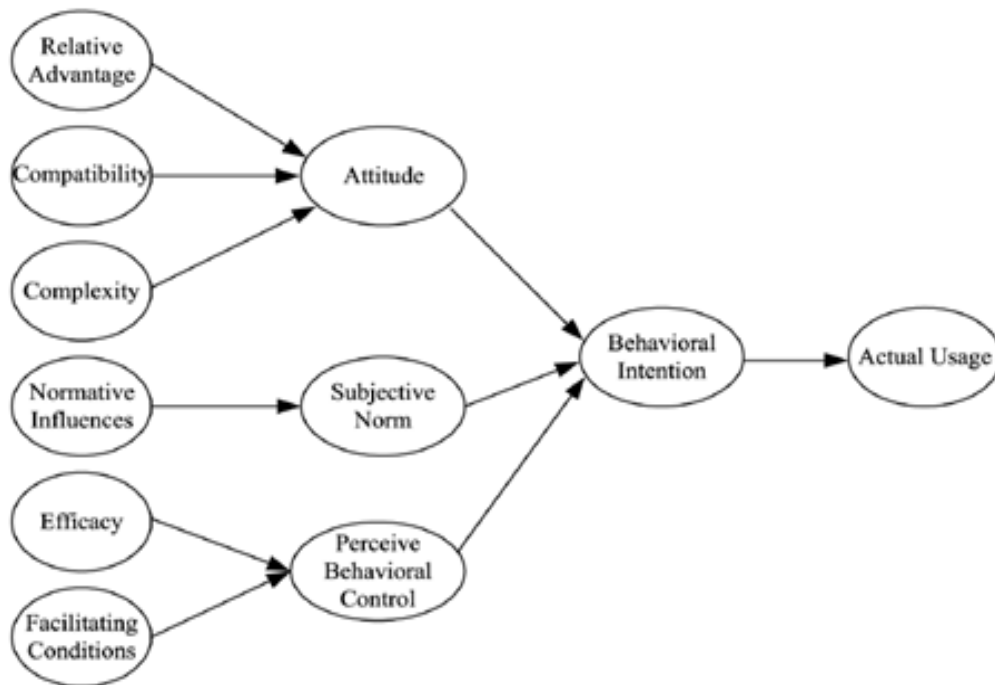 Relative
Advantage
Compatibility
Attitude
Complexity
Behavioral
Intention
Actual Usage
Normative
Influences
Subjective
Norm
Efficacy
Perceive
Behavioral
Control
Facilitating
Conditions